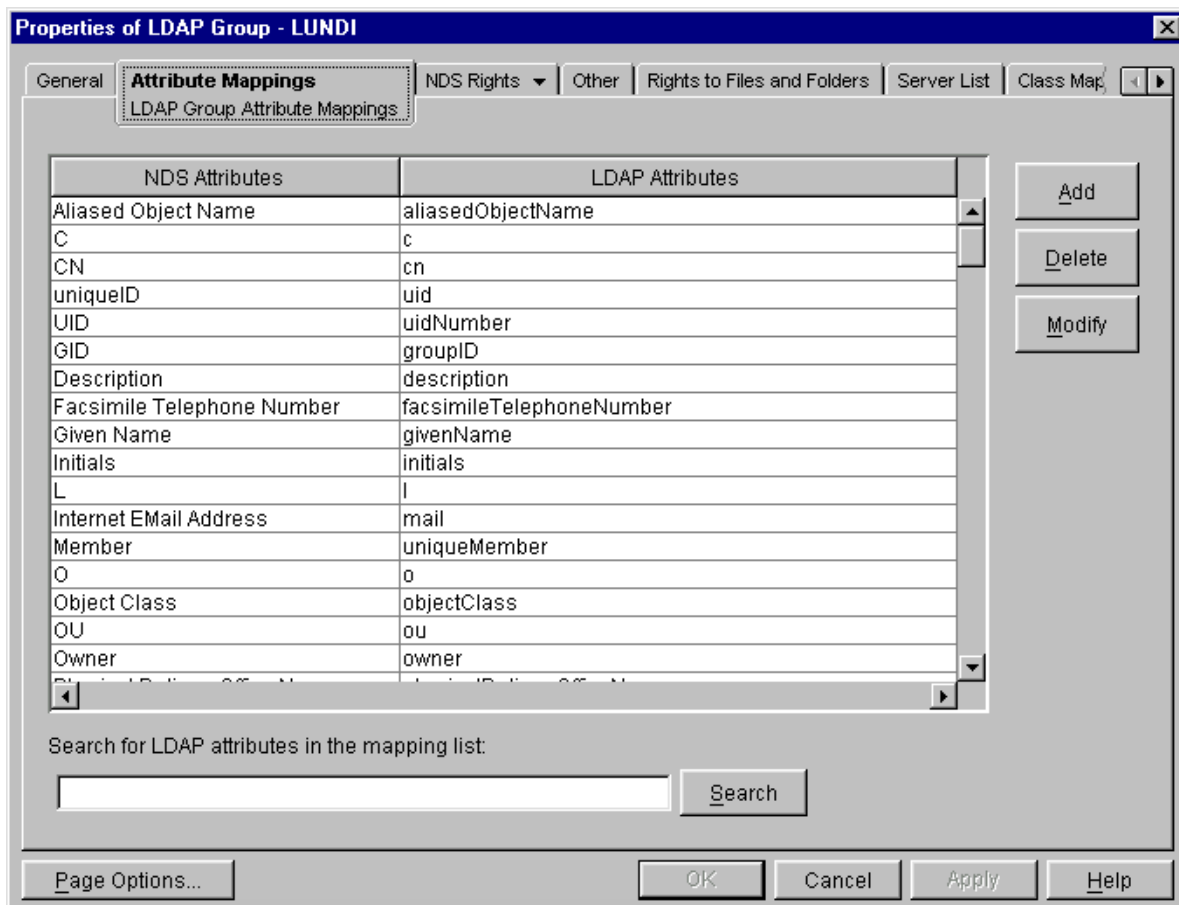 Properties of LDAP Group - LUNDI
General Attribute Mappings NDS Rights Other Rights to Files and Folders Server List Class Map
LDAP Group Attribute Mappings
NDS Attributes LDAP Attributes
Aliased Object Name aliasedObjectName
C c
CN cn
uniqueID uid
UID uidNumber
GID groupID
Description description
Facsimile Telephone Number facsimileTelephoneNumber
Given Name givenName
Initials initials
L l
Internet EMail Address mail
Member uniqueMember
O o
Object Class objectClass
OU ou
Owner owner
Add
Delete
Modify
Search for LDAP attributes in the mapping list:
Search
Page Options... OK Cancel Apply Help